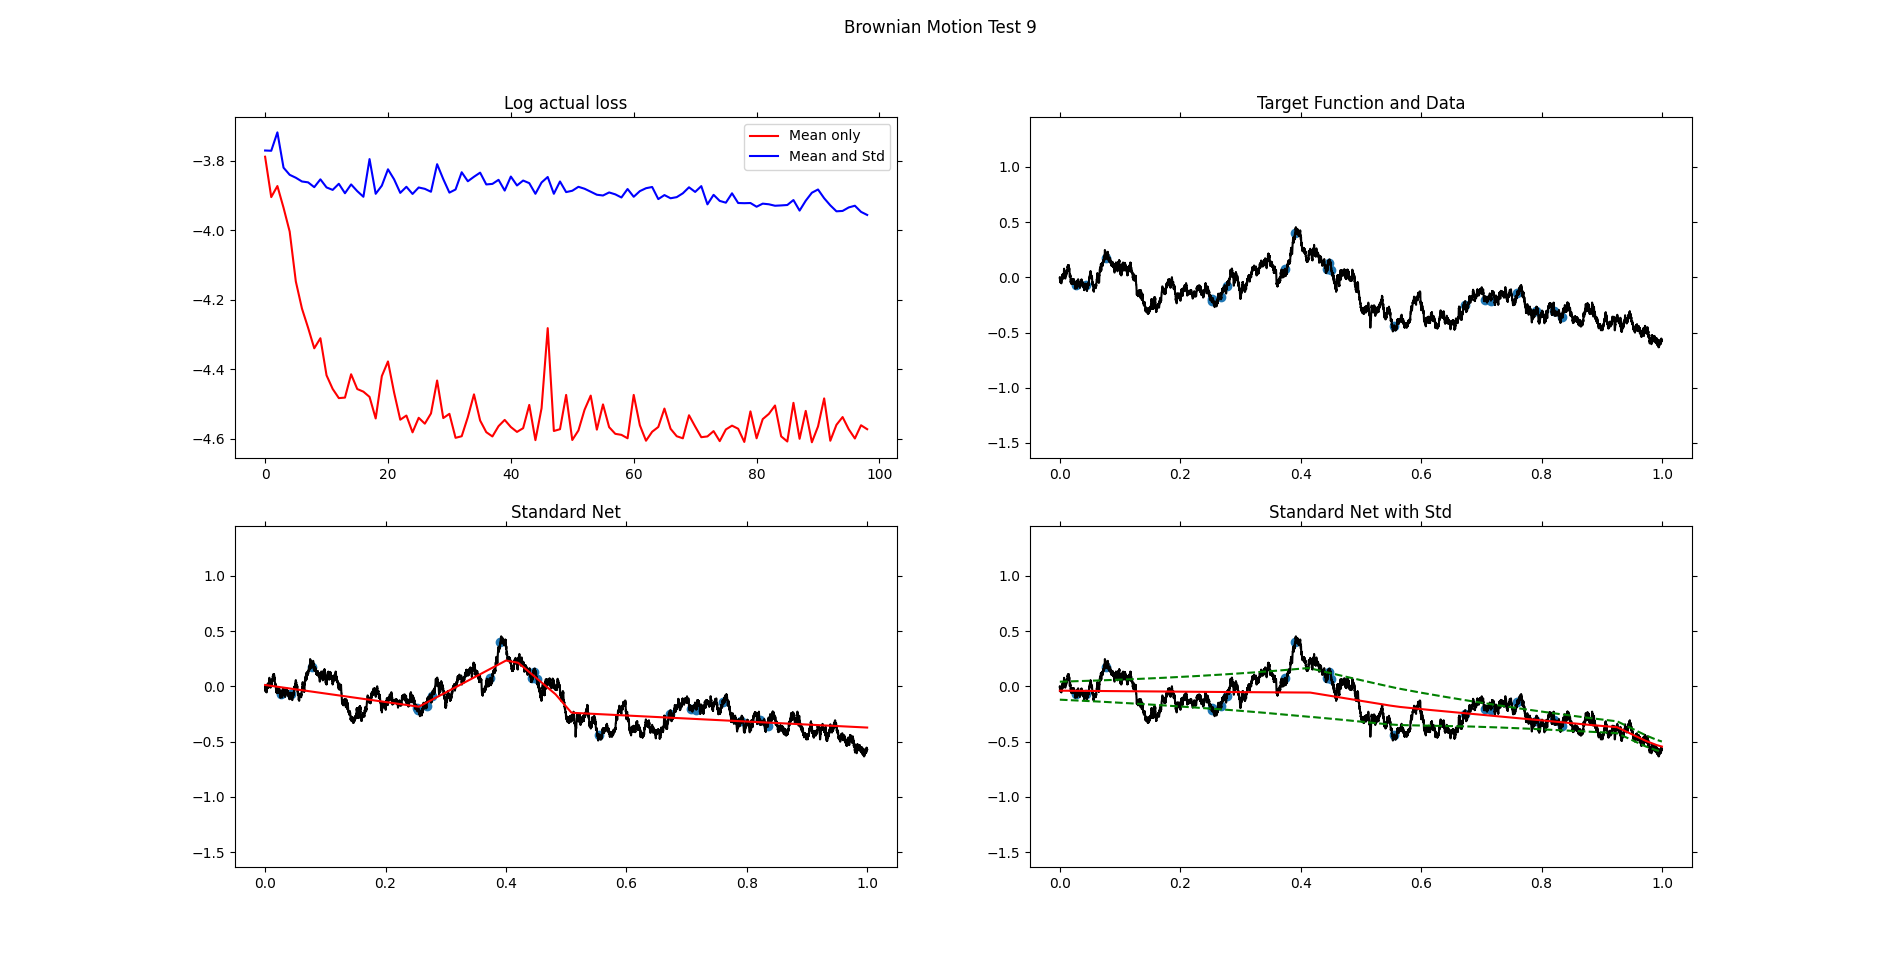 Brownian Motion Test 9
Log actual loss
Mean only
Mean and Std
−3.8
−4.0
−4.2
−4.4
−4.6
0 20 40 60 80 100
Target Function and Data
1.0
0.5
0.0
−0.5
−1.0
−1.5
0.0 0.2 0.4 0.6 0.8 1.0
Standard Net
1.0
0.5
0.0
−0.5
−1.0
−1.5
0.0 0.2 0.4 0.6 0.8 1.0
Standard Net with Std
1.0
0.5
0.0
−0.5
−1.0
−1.5
0.0 0.2 0.4 0.6 0.8 1.0